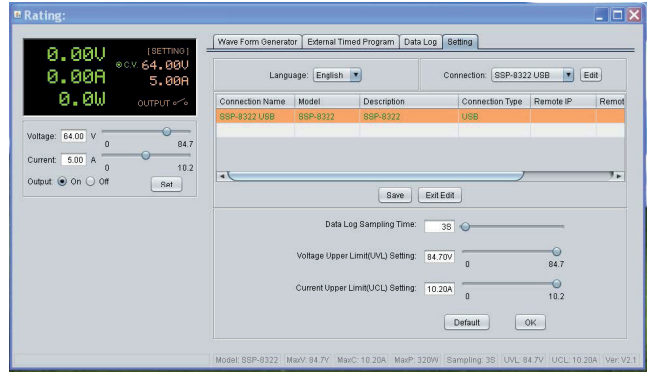 Rating:
0.00V [SETTING]
C.V. 64.00V
0.00A 5.00A
0.0W OUTPUT
Voltage: 64.00 V
0 84.7
Current: 5.00 A
0 10.2
Output: On Off Set
Wave Form Generator External Timed Program Data Log Setting
Language: English Connection: SSP-8322 USB Edit
Connection Name Model Description Connection Type Remote IP Remot
SSP-8322 USB SSP-8322 SSP-8322 USB
Save Exit Edit
Data Log Sampling Time: 3S
Voltage Upper Limit(UVL) Setting: 84.70V
0 84.7
Current Upper Limit(UCL) Setting: 10.20A
0 10.2
Default OK
Model: SSP-8322 MaxV: 84.7V MaxC: 10.20A MaxP: 320W Sampling: 3S UVL: 84.7V UCL: 10.20A Ver: V2.1